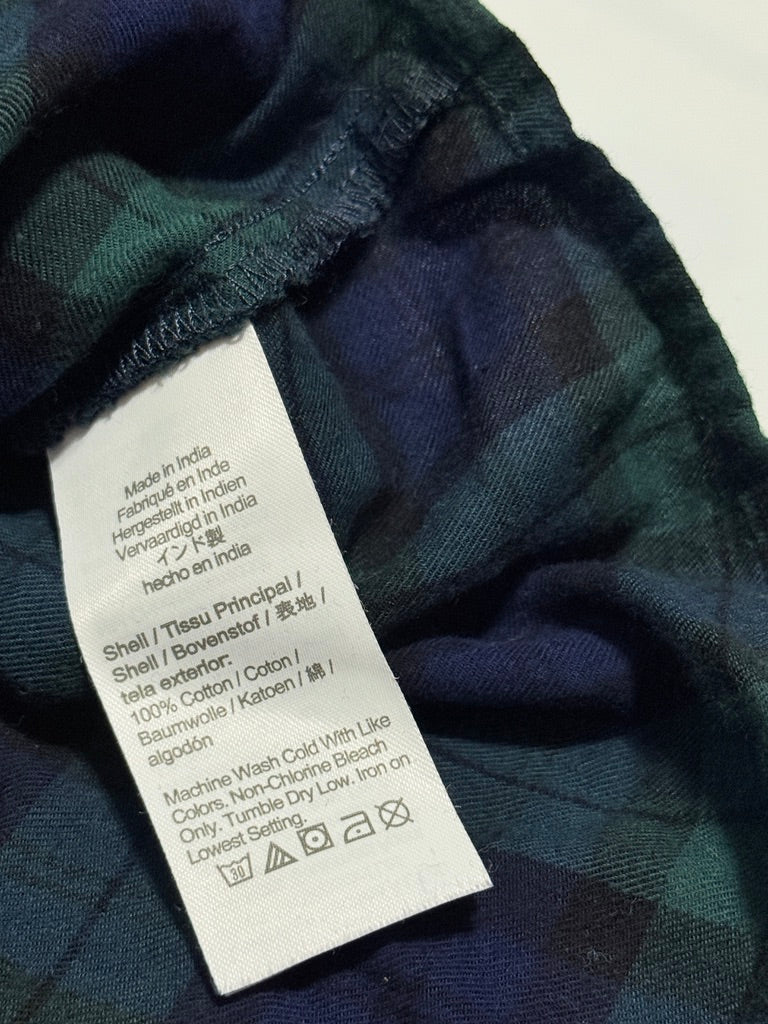 Made in India
Fabriqué en Inde
Hergestellt in Indien
Vervaardigd in India
インド製
hecho en india
Shell / Tissu Principal /
Shell / Bovenstof / 表地 /
tela exterior:
100% Cotton / Coton /
Baumwolle / Katoen / 綿 /
algodón
Machine Wash Cold With Like
Colors. Non-Chlorine Bleach
Only. Tumble Dry Low. Iron on
Lowest Setting.
30